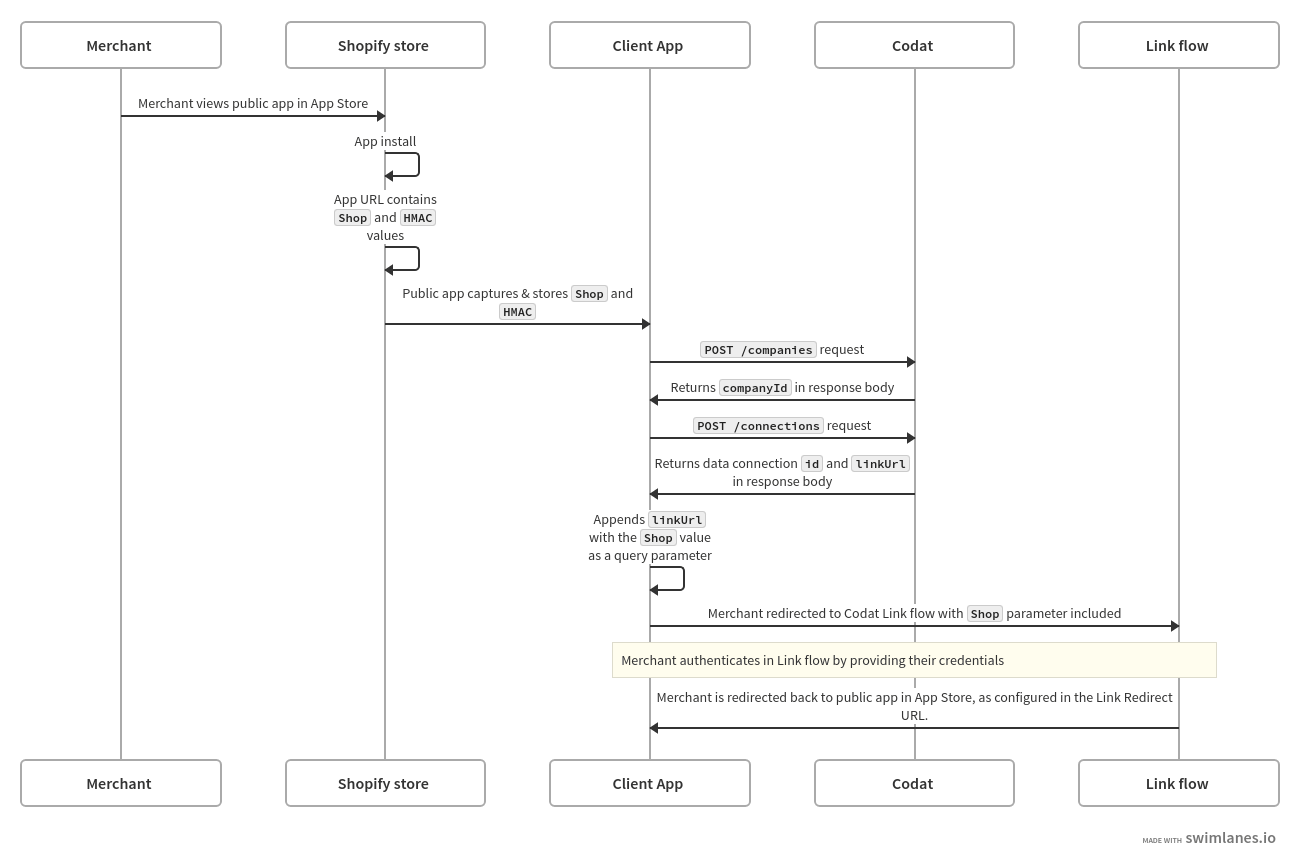 Merchant
Shopify store
Client App
Codat
Link flow
Merchant views public app in App Store
App install
App URL contains
Shop and HMAC
values
Public app captures & stores Shop and
HMAC
POST /companies request
Returns companyId in response body
POST /connections request
Returns data connection id and linkUrl
in response body
Appends linkUrl
with the Shop value
as a query parameter
Merchant redirected to Codat Link flow with Shop parameter included
Merchant authenticates in Link flow by providing their credentials
Merchant is redirected back to public app in App Store, as configured in the Link Redirect
URL.
Merchant
Shopify store
Client App
Codat
Link flow
MADE WITH swimlanes.io